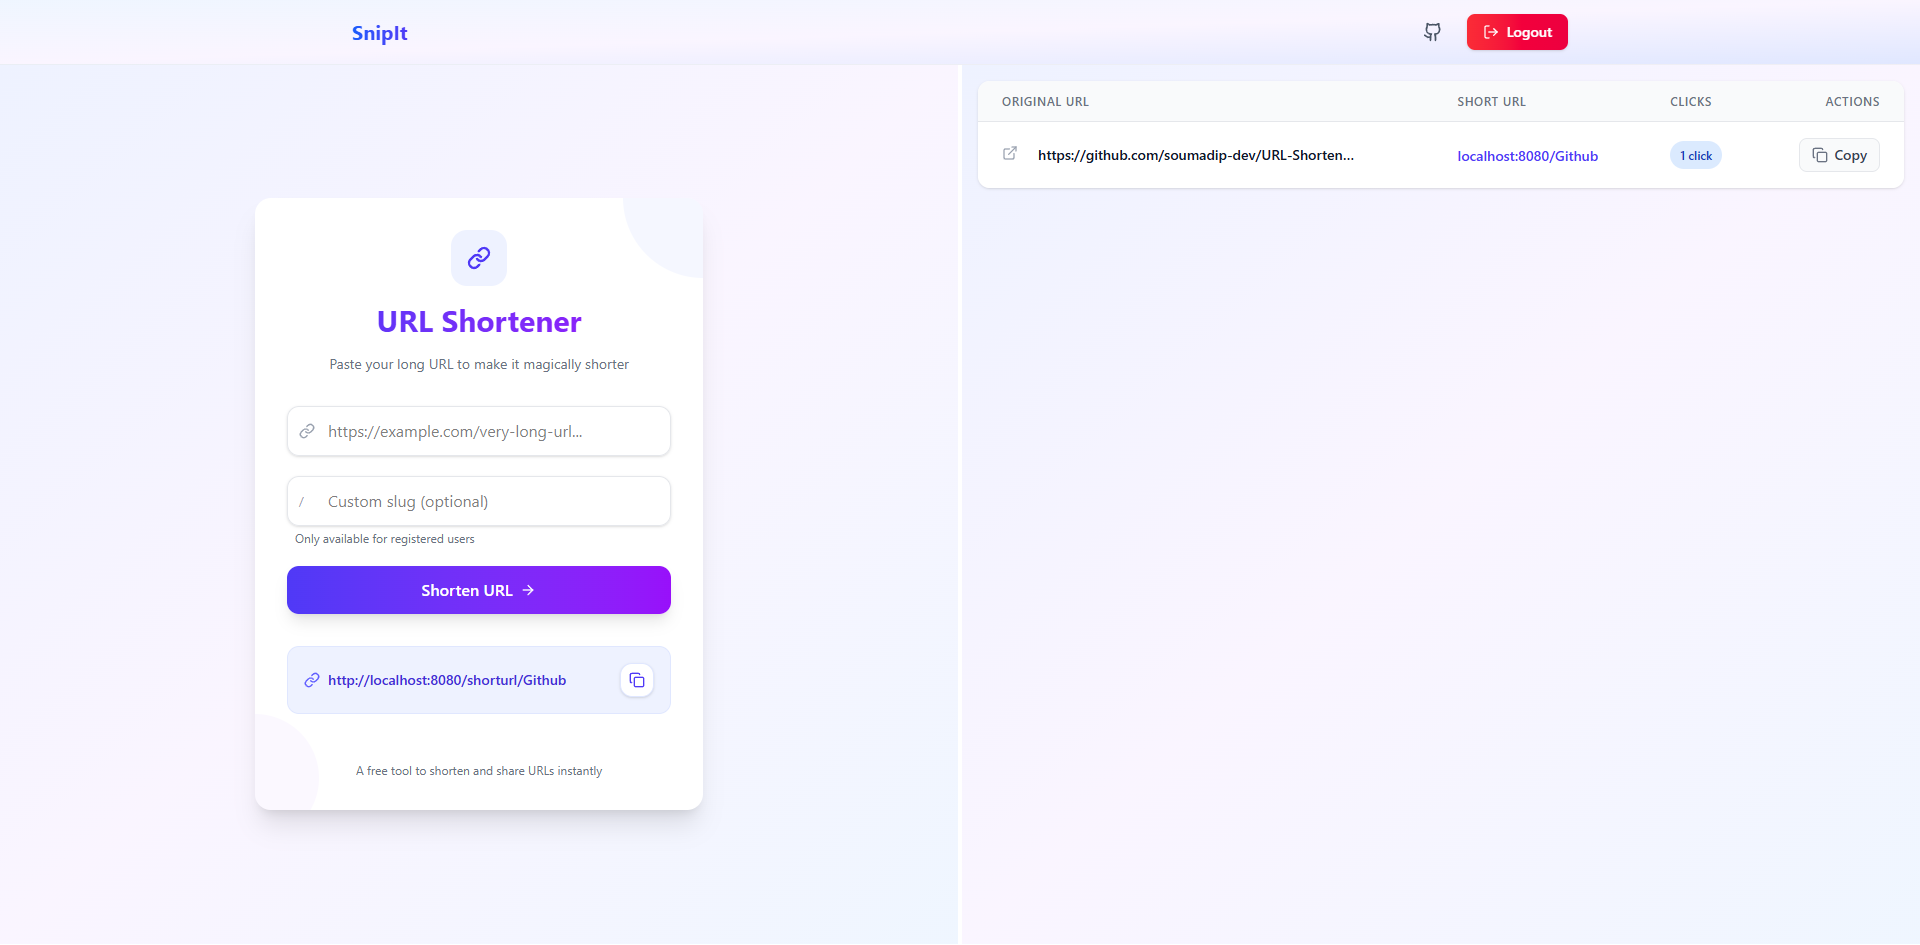 SnipIt
Logout
URL Shortener
Paste your long URL to make it magically shorter
https://example.com/very-long-url...
/ Custom slug (optional)
Only available for registered users
Shorten URL →
http://localhost:8080/shorturl/Github
A free tool to shorten and share URLs instantly
ORIGINAL URL SHORT URL CLICKS ACTIONS
https://github.com/soumadip-dev/URL-Shorten... localhost:8080/Github 1 click Copy